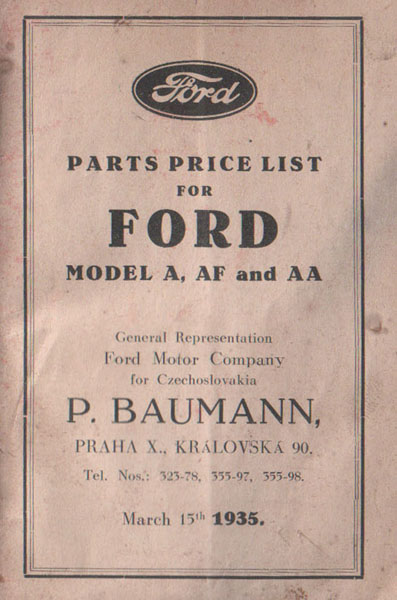 Ford
PARTS PRICE LIST
FOR
FORD
MODEL A, AF and AA
General Representation
Ford Motor Company
for Czechoslovakia
P. BAUMANN,
PRAHA X., KRÁLOVSKÁ 90.
Tel. Nos.: 323-78, 355-97, 355-98.
March 15th 1935.